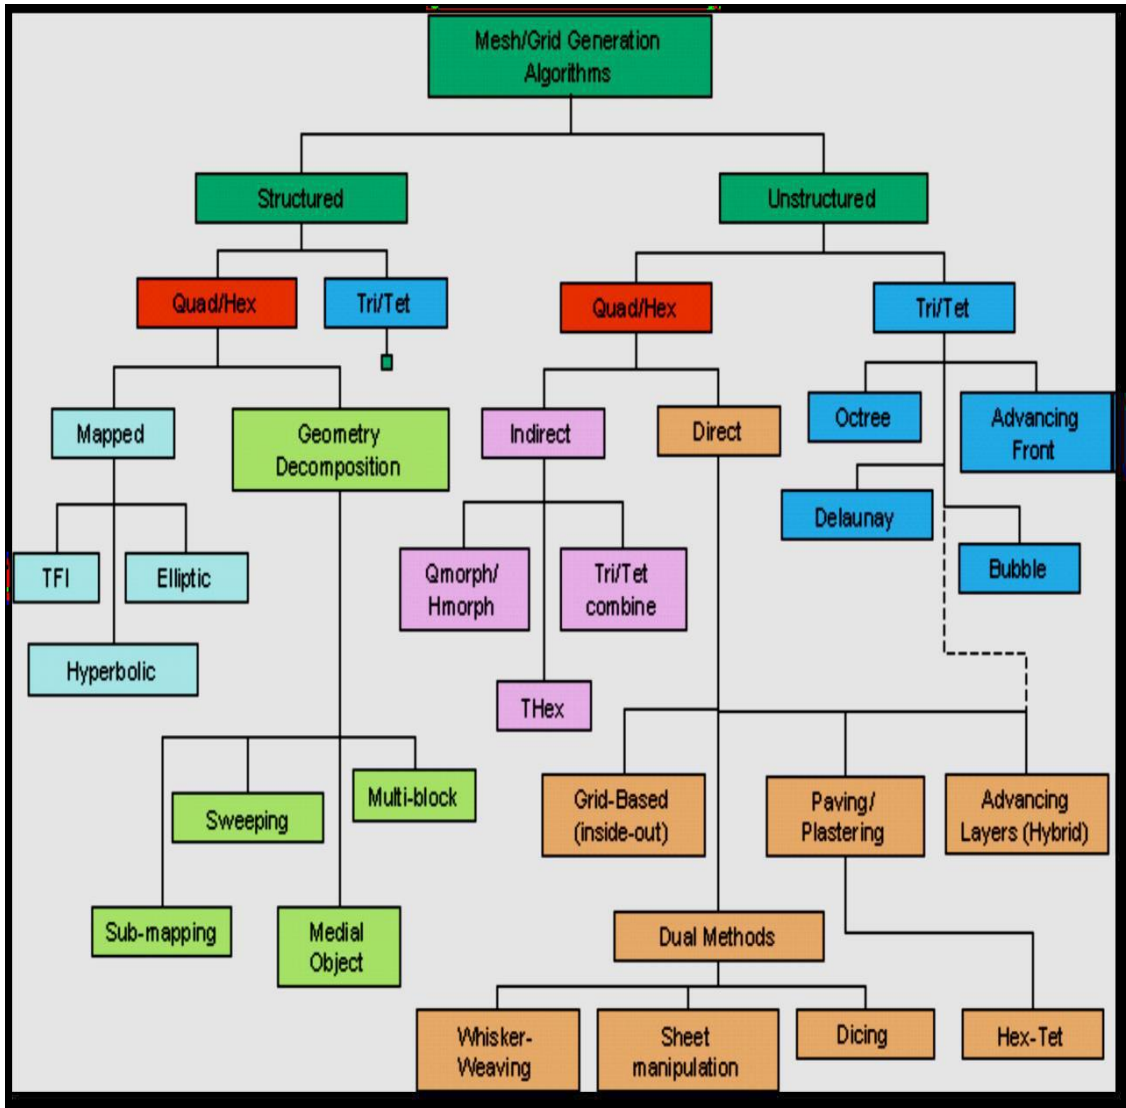 Mesh/Grid Generation
Algorithms
Structured
Unstructured
Quad/Hex
Tri/Tet
Quad/Hex
Tri/Tet
Mapped
Geometry
Decomposition
Indirect
Direct
Octree
Advancing
Front
Delaunay
Bubble
TFI
Elliptic
Hyperbolic
Qmorph/
Hmorph
Tri/Tet
combine
THex
Sub-mapping
Sweeping
Multi-block
Medial
Object
Grid-Based
(inside-out)
Paving/
Plastering
Advancing
Layers (Hybrid)
Dual Methods
Whisker-
Weaving
Sheet
manipulation
Dicing
Hex-Tet